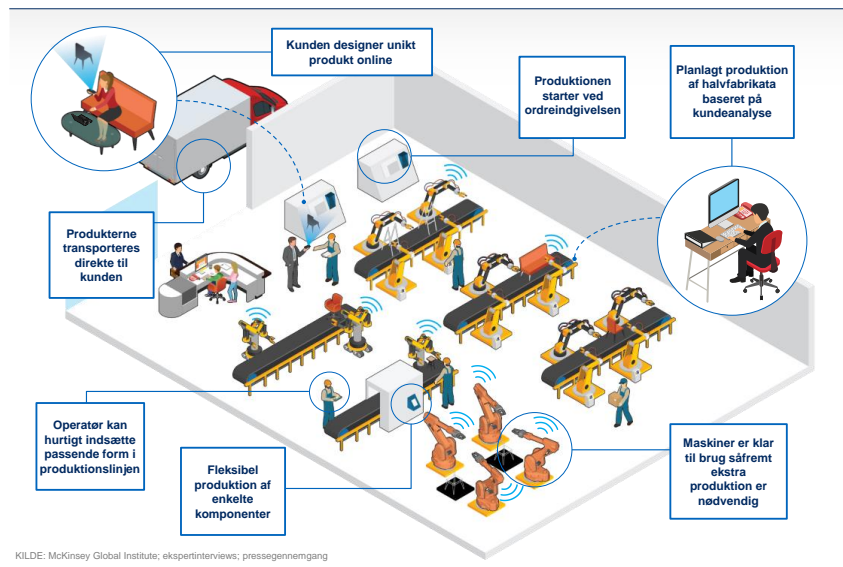 Kunden designer unikt
produkt online
Produktionen
starter ved
ordreindgivelsen
Planlagt produktion
af halvfabrikata
baseret på
kundeanalyse
Produkterne
transporteres
direkte til
kunden
Operatør kan
hurtigt indsætte
passende form i
produktionslinjen
Fleksibel
produktion af
enkelte
komponenter
Maskiner er klar
til brug såfremt
ekstra
produktion er
nødvendig
KILDE: McKinsey Global Institute; ekspertinterviews; pressegennemgang